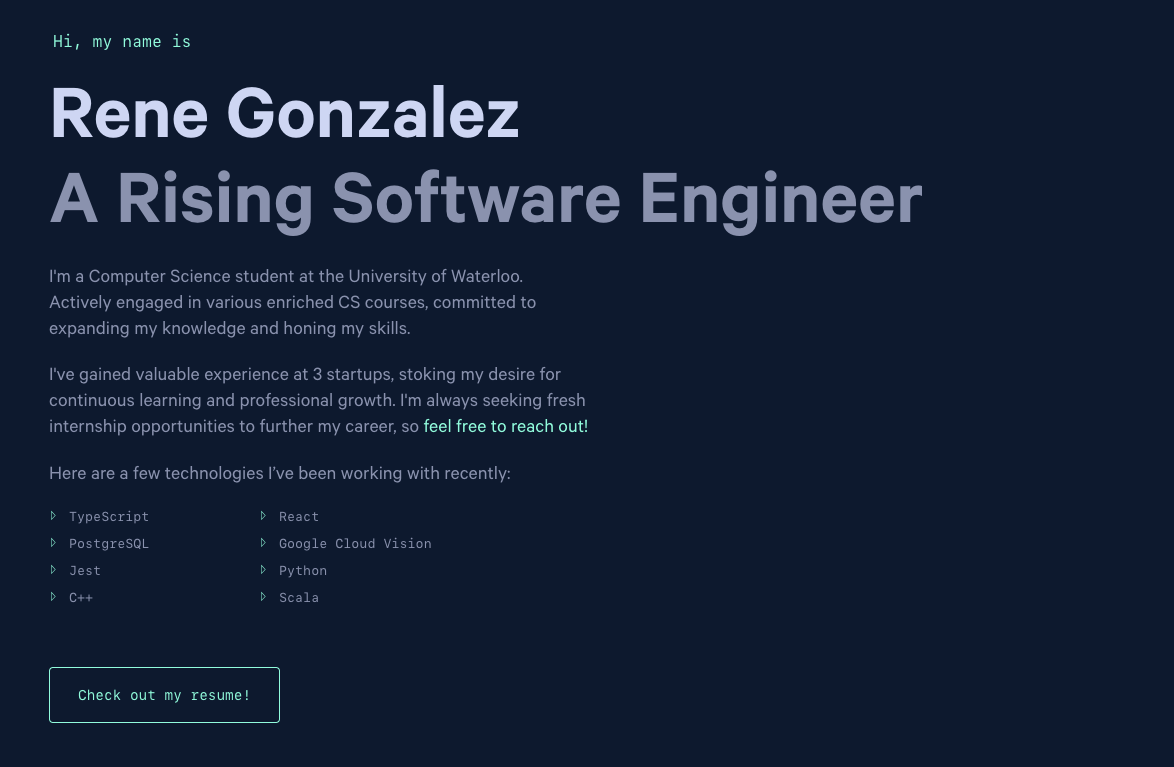 Hi, my name is
Rene Gonzalez
A Rising Software Engineer
I'm a Computer Science student at the University of Waterloo.
Actively engaged in various enriched CS courses, committed to
expanding my knowledge and honing my skills.
I've gained valuable experience at 3 startups, stoking my desire for
continuous learning and professional growth. I'm always seeking fresh
internship opportunities to further my career, so feel free to reach out!
Here are a few technologies I’ve been working with recently:
TypeScript React
PostgreSQL Google Cloud Vision
Jest Python
C++ Scala
Check out my resume!